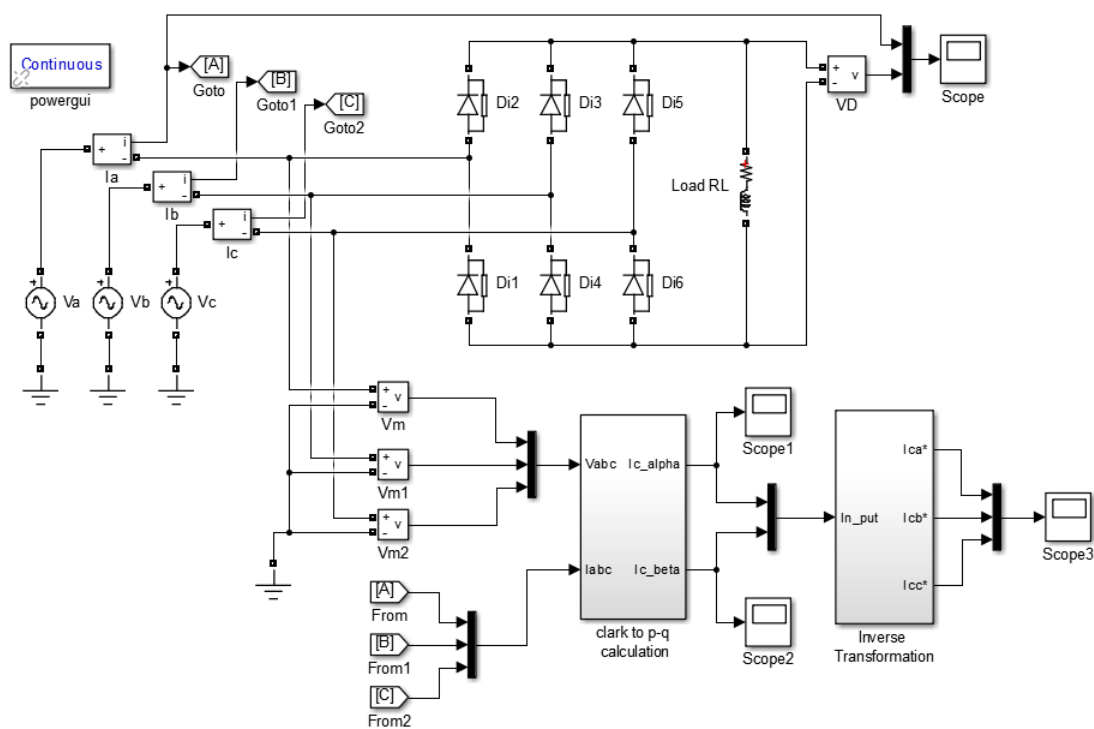 Continuous
powergui
[A]
Goto
[B]
Goto1
[C]
Goto2
+
i
-
Ia
+
i
-
Ib
+
i
-
Ic
+
Va
+
Vb
+
Vc
Di2
Di3
Di5
Di1
Di4
Di6
Load RL
+
-
v
VD
Scope
+
-
v
Vm
+
-
v
Vm1
+
-
v
Vm2
[A]
From
[B]
From1
[C]
From2
Vabc
Ic_alpha
Iabc
Ic_beta
clark to p-q
calculation
Scope1
Scope2
In_put
Ica*
Icb*
Icc*
Inverse
Transformation
Scope3